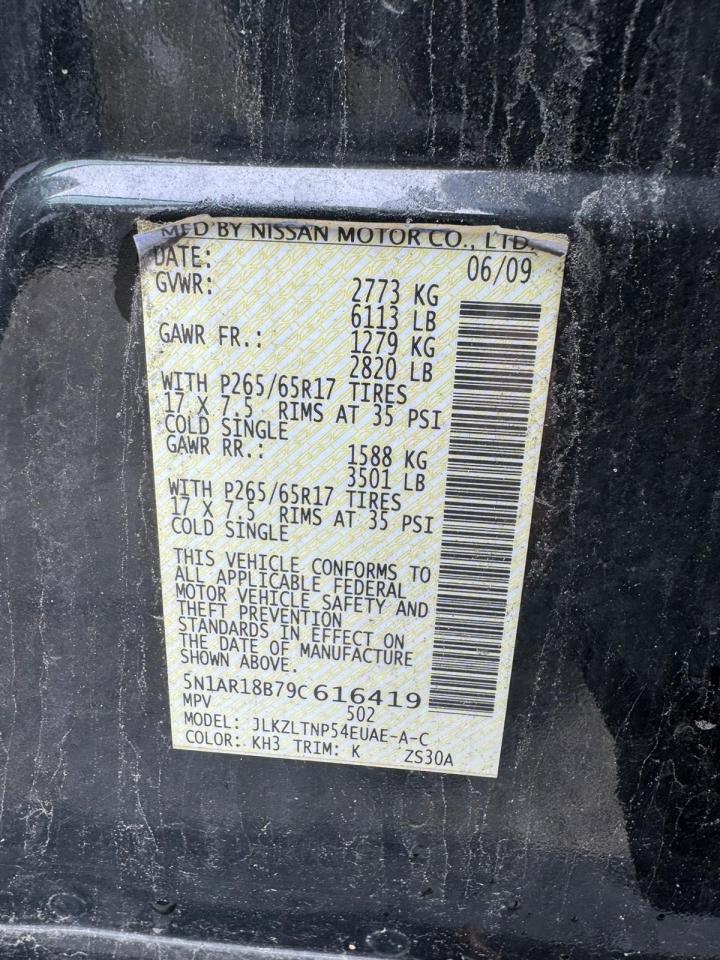 MFD BY NISSAN MOTOR CO., LTD.
DATE: 06/09
GVWR: 2773 KG
6113 LB
GAWR FR.: 1279 KG
2820 LB
WITH P265/65R17 TIRES
17 X 7.5 RIMS AT 35 PSI
COLD SINGLE
GAWR RR.: 1588 KG
3501 LB
WITH P265/65R17 TIRES
17 X 7.5 RIMS AT 35 PSI
COLD SINGLE
THIS VEHICLE CONFORMS TO
ALL APPLICABLE FEDERAL
MOTOR VEHICLE SAFETY AND
THEFT PREVENTION
STANDARDS IN EFFECT ON
THE DATE OF MANUFACTURE
SHOWN ABOVE.
5N1AR18B79C616419
MPV 502
MODEL: JLKZLTNP54EUAE-A-C
COLOR: KH3 TRIM: K ZS30A